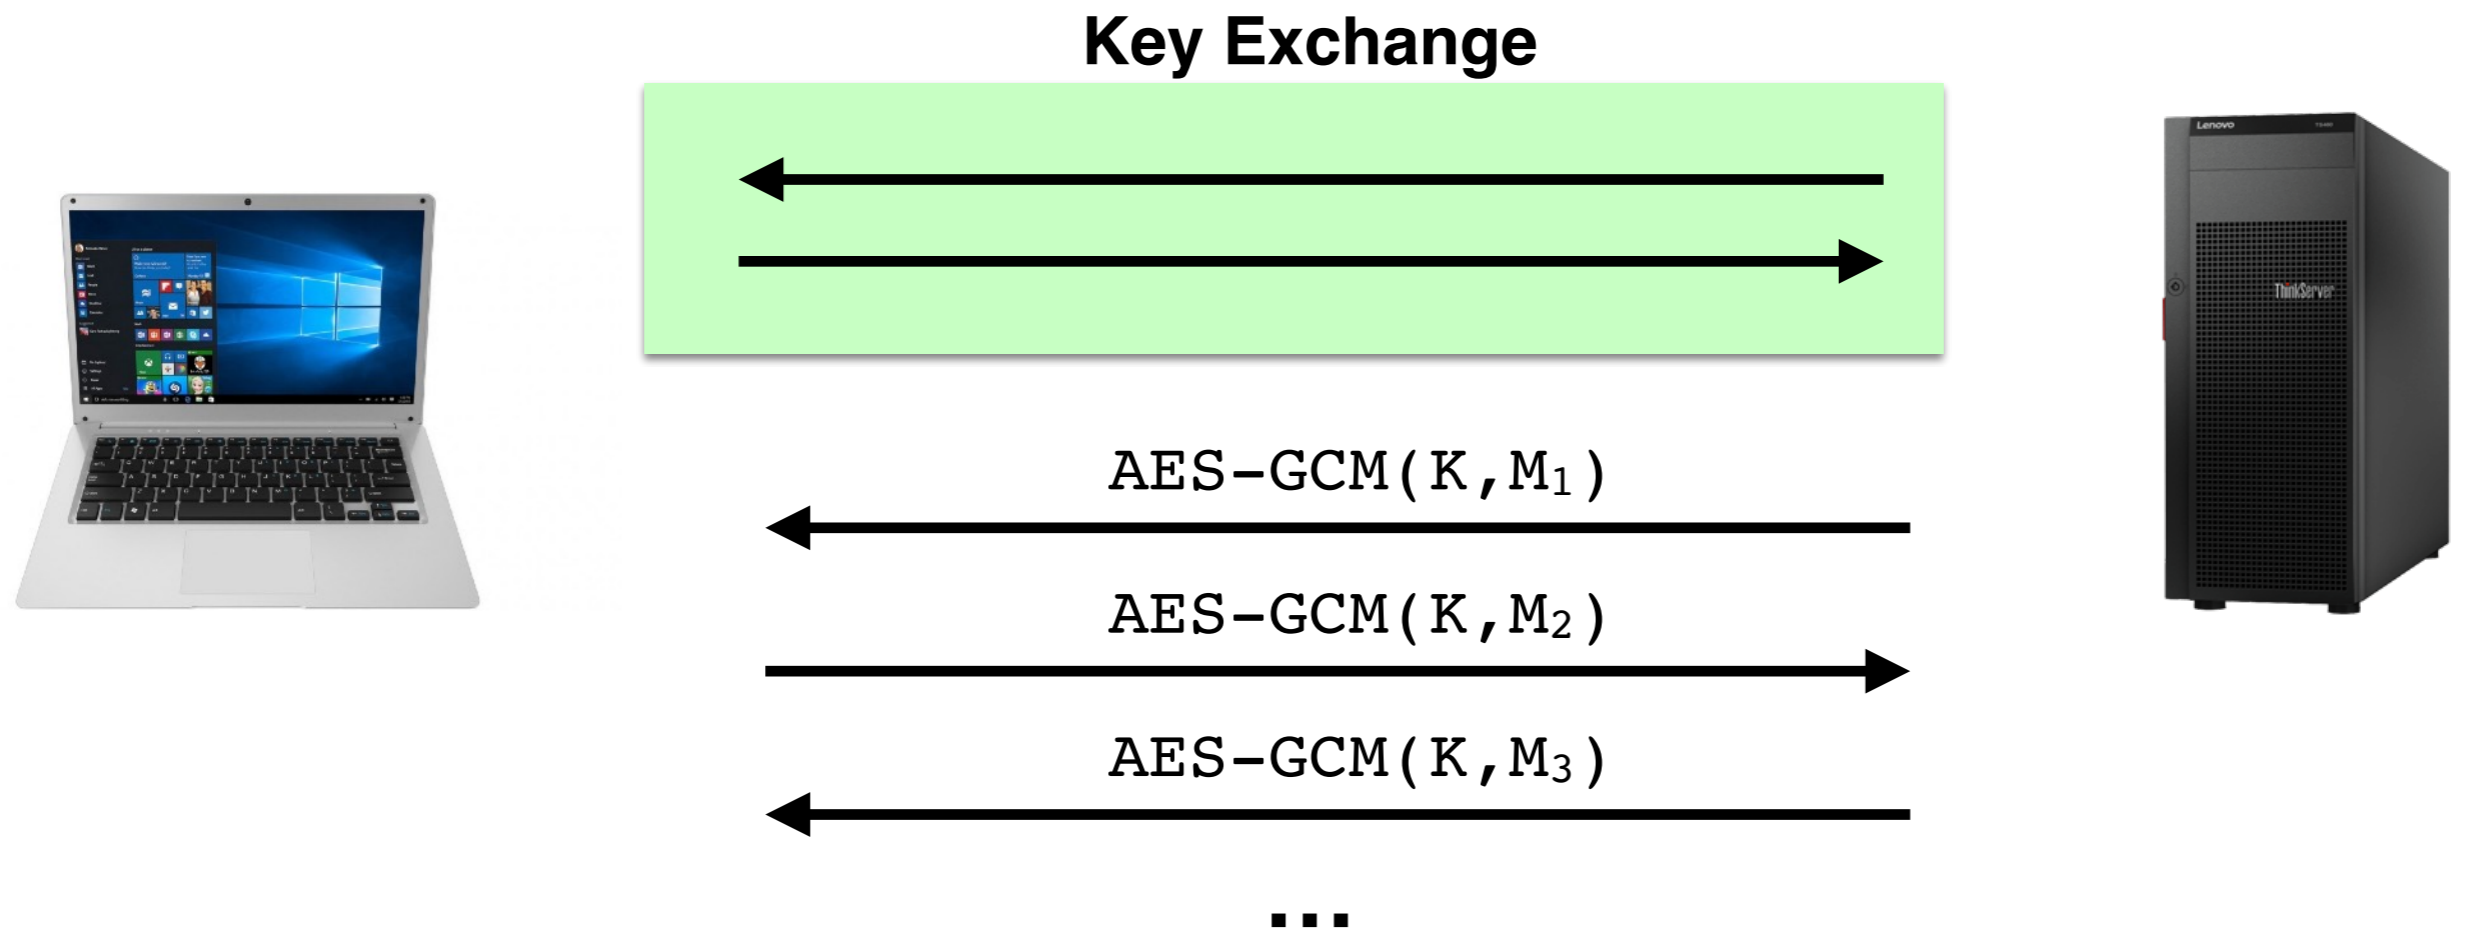 Key Exchange
Lenovo
ThinkServer
AES-GCM(K,M₁)
AES-GCM(K,M₂)
AES-GCM(K,M₃)
...